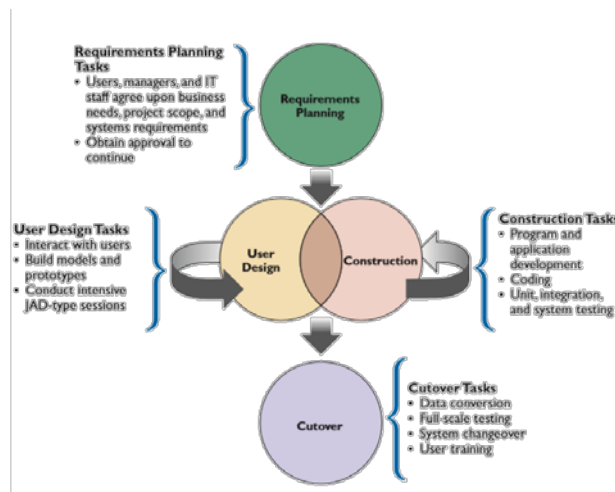 Requirements Planning
Tasks
• Users, managers, and IT
staff agree upon business
needs, project scope, and
systems requirements
• Obtain approval to
continue
Requirements
Planning
User Design Tasks
• Interact with users
• Build models and
prototypes
• Conduct intensive
JAD-type sessions
User
Design
Construction
Construction Tasks
• Program and
application
development
• Coding
• Unit, integration,
and system testing
Cutover
Cutover Tasks
• Data conversion
• Full-scale testing
• System changeover
• User training